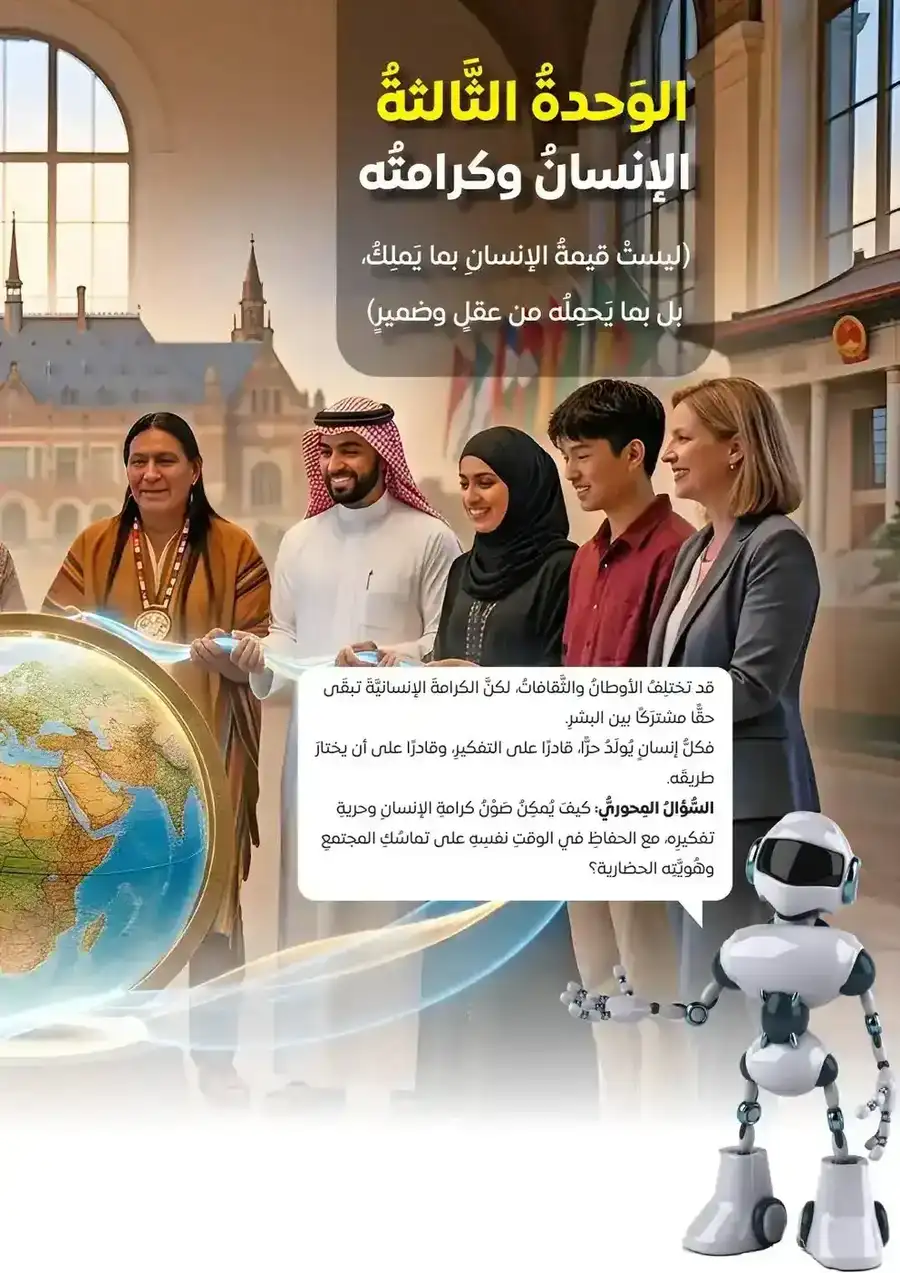 الوَحدةُ الثَّالثةُ
الإنسانُ وكرامتُه
(ليستْ قيمةُ الإنسانِ بما يَملِكُ،
بل بما يَحمِلُه من عقلٍ وضميرٍ)
قد تختلِفُ الأوطانُ والثَّقافاتُ، لكنَّ الكرامةَ الإنسانيَّةَ تبقَى
حقًّا مشترَكًا بين البشرِ.
فكلُّ إنسانٍ يُولَدُ حرًّا، قادرًا على التفكيرِ، وقادرًا على أن يختارَ
طريقَه.
السُّؤالُ المِحوريُّ: كيفَ يُمكِنُ صَوْنُ كرامةِ الإنسانِ وحريةِ
تفكيرِه، مع الحفاظِ في الوقتِ نفسِهِ على تماسُكِ المجتمعِ
وهُويَّتِه الحضارية؟